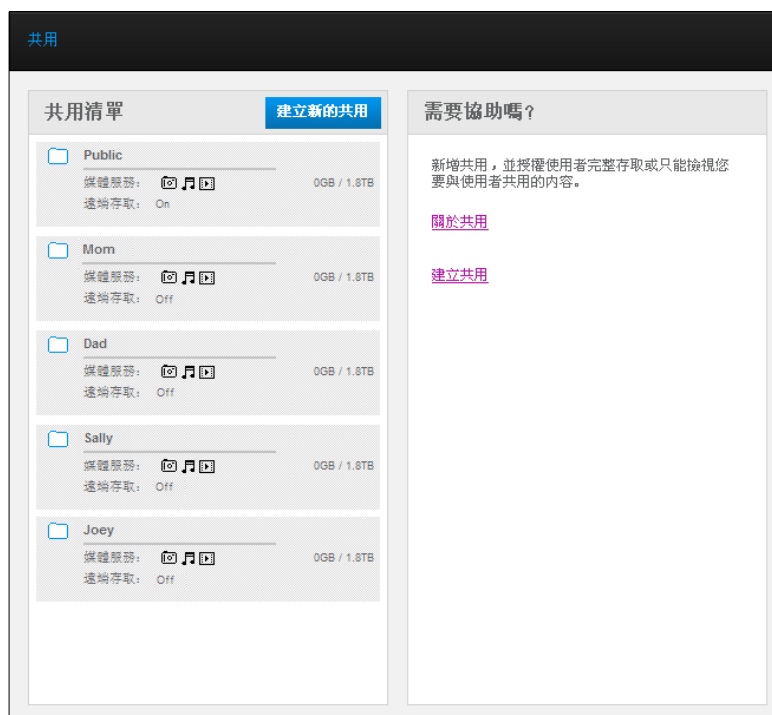 共用
共用清單
建立新的共用
Public
媒體服務：
0GB / 1.8TB
遠端存取： On
Mom
媒體服務：
0GB / 1.8TB
遠端存取： Off
Dad
媒體服務：
0GB / 1.8TB
遠端存取： Off
Sally
媒體服務：
0GB / 1.8TB
遠端存取： Off
Joey
媒體服務：
0GB / 1.8TB
遠端存取： Off
需要協助嗎？
新增共用，並授權使用者完整存取或只能檢視您
要與使用者共用的內容。
關於共用
建立共用